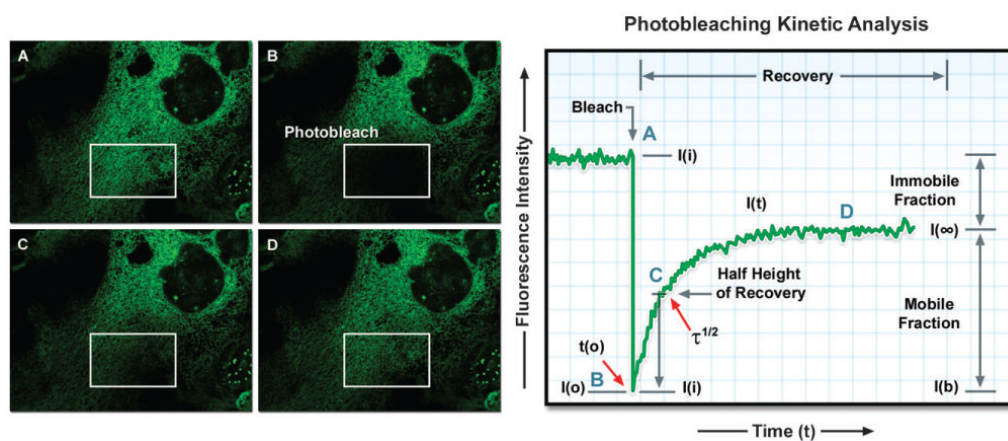 A
B
Photobleach
C
D
Photobleaching Kinetic Analysis
Fluorescence Intensity
Recovery
Bleach
A
I(i)
Immobile
Fraction
I(t)
D
I(∞)
C
Half Height
of Recovery
τ1/2
Mobile
Fraction
t(o)
I(o)
B
I(i)
I(b)
Time (t)